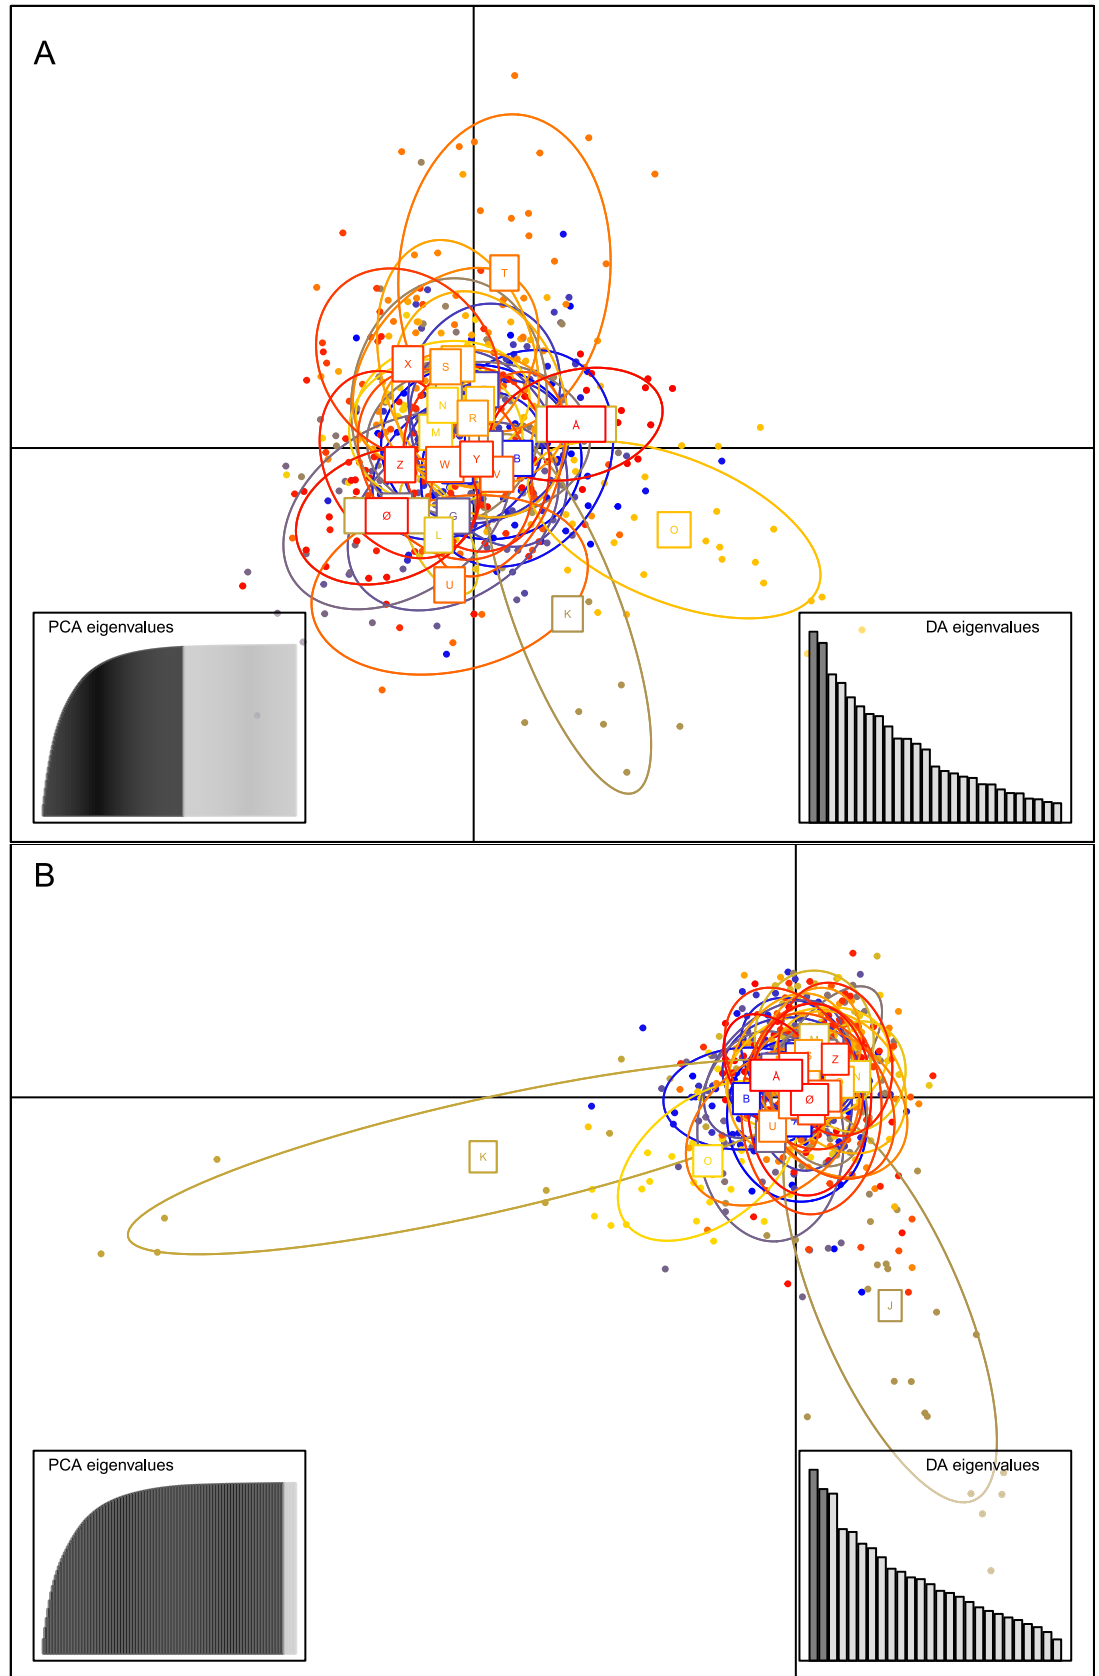 A
T
X
S
N
R
M
Å
Z
W
Y
B
V
Ø
G
L
O
U
K
PCA eigenvalues
DA eigenvalues
B
Z
Å
N
B
Ø
U
K
O
J
PCA eigenvalues
DA eigenvalues